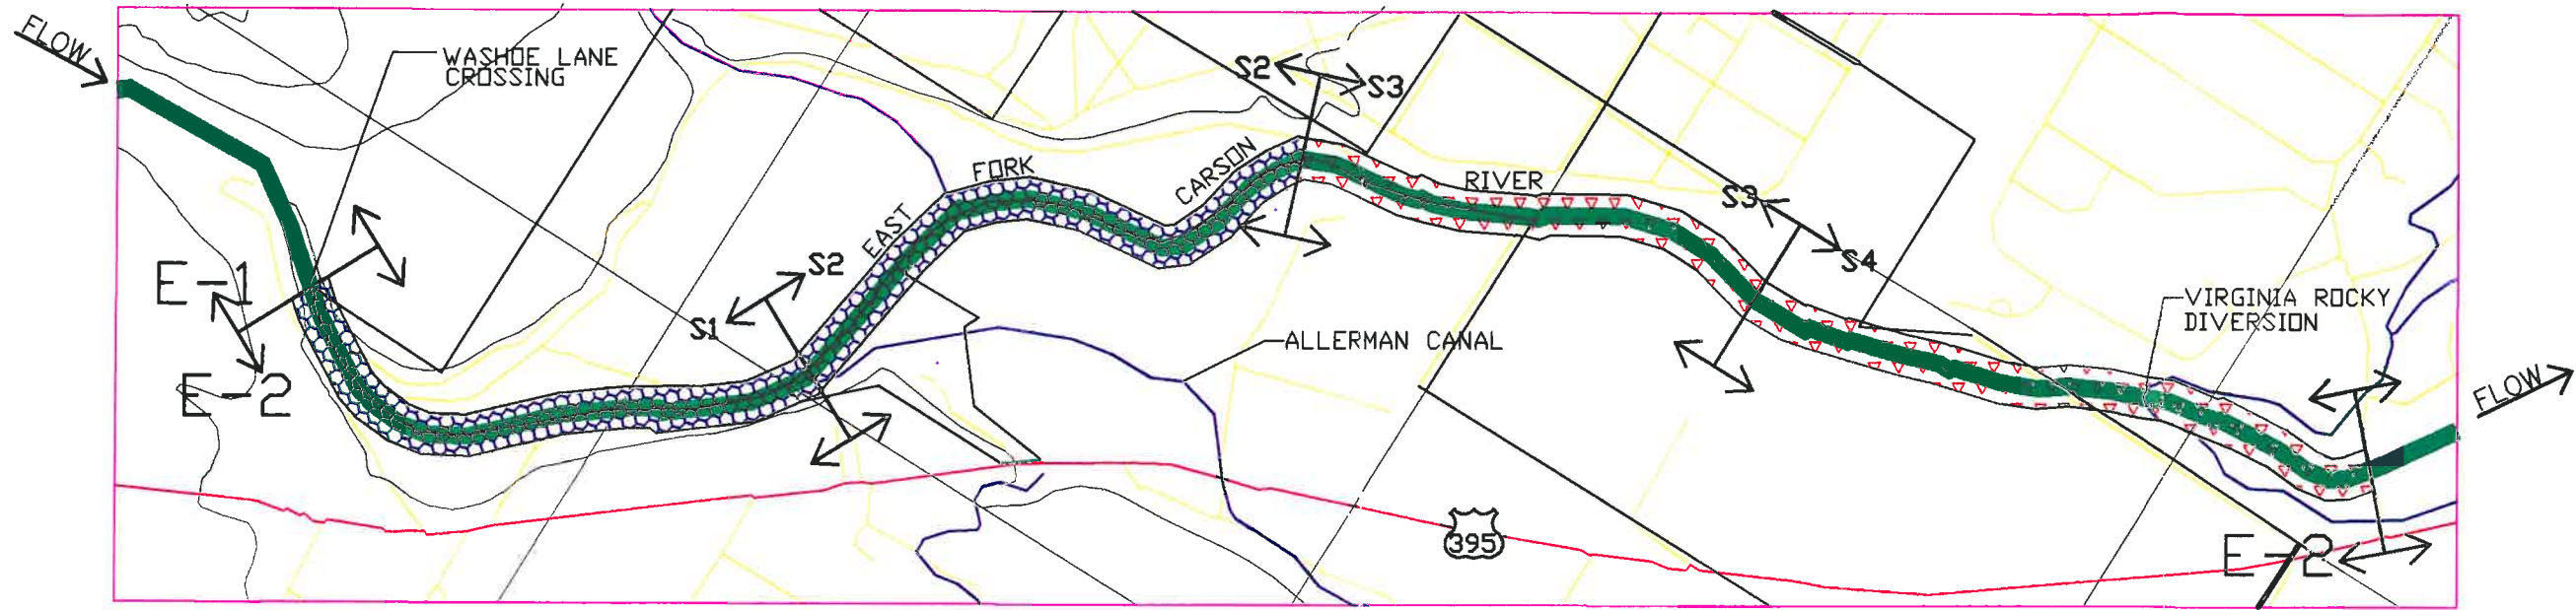 FLOW
WASHOE LANE
CROSSING
S2
S3
FORK
CARSON
RIVER
S3
EAST
S2
S4
E-1
S1
VIRGINIA ROCKY
DIVERSION
ALLERMAN CANAL
E-2
FLOW
395
E-2